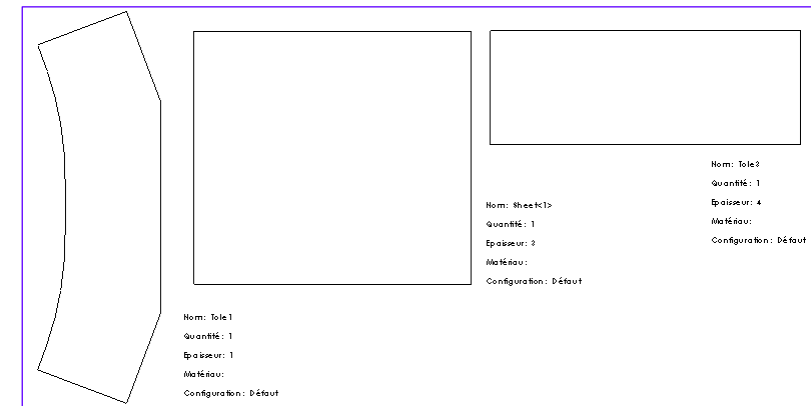 Nom: Tole1
Quantité: 1
Epaisseur: 1
Matériau:
Configuration: Défaut
Nom: Sheet<1>
Quantité: 1
Epaisseur: 3
Matériau:
Configuration: Défaut
Nom: Tole3
Quantité: 1
Epaisseur: 4
Matériau:
Configuration: Défaut